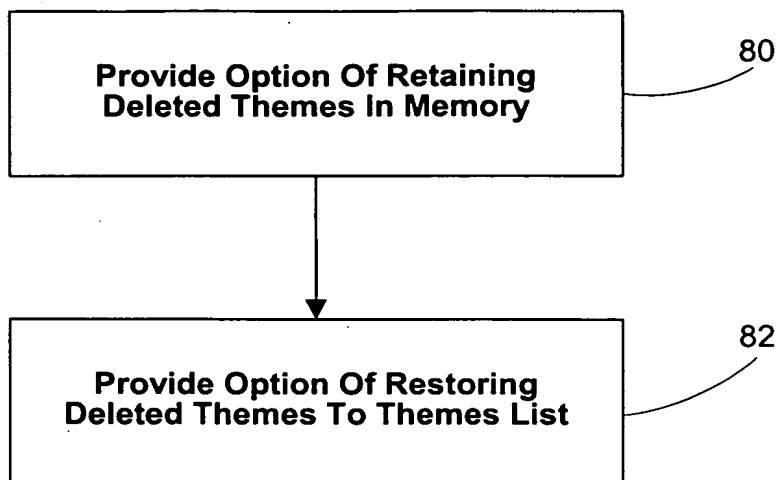 Provide Option Of Retaining
Deleted Themes In Memory
80
Provide Option Of Restoring
Deleted Themes To Themes List
82